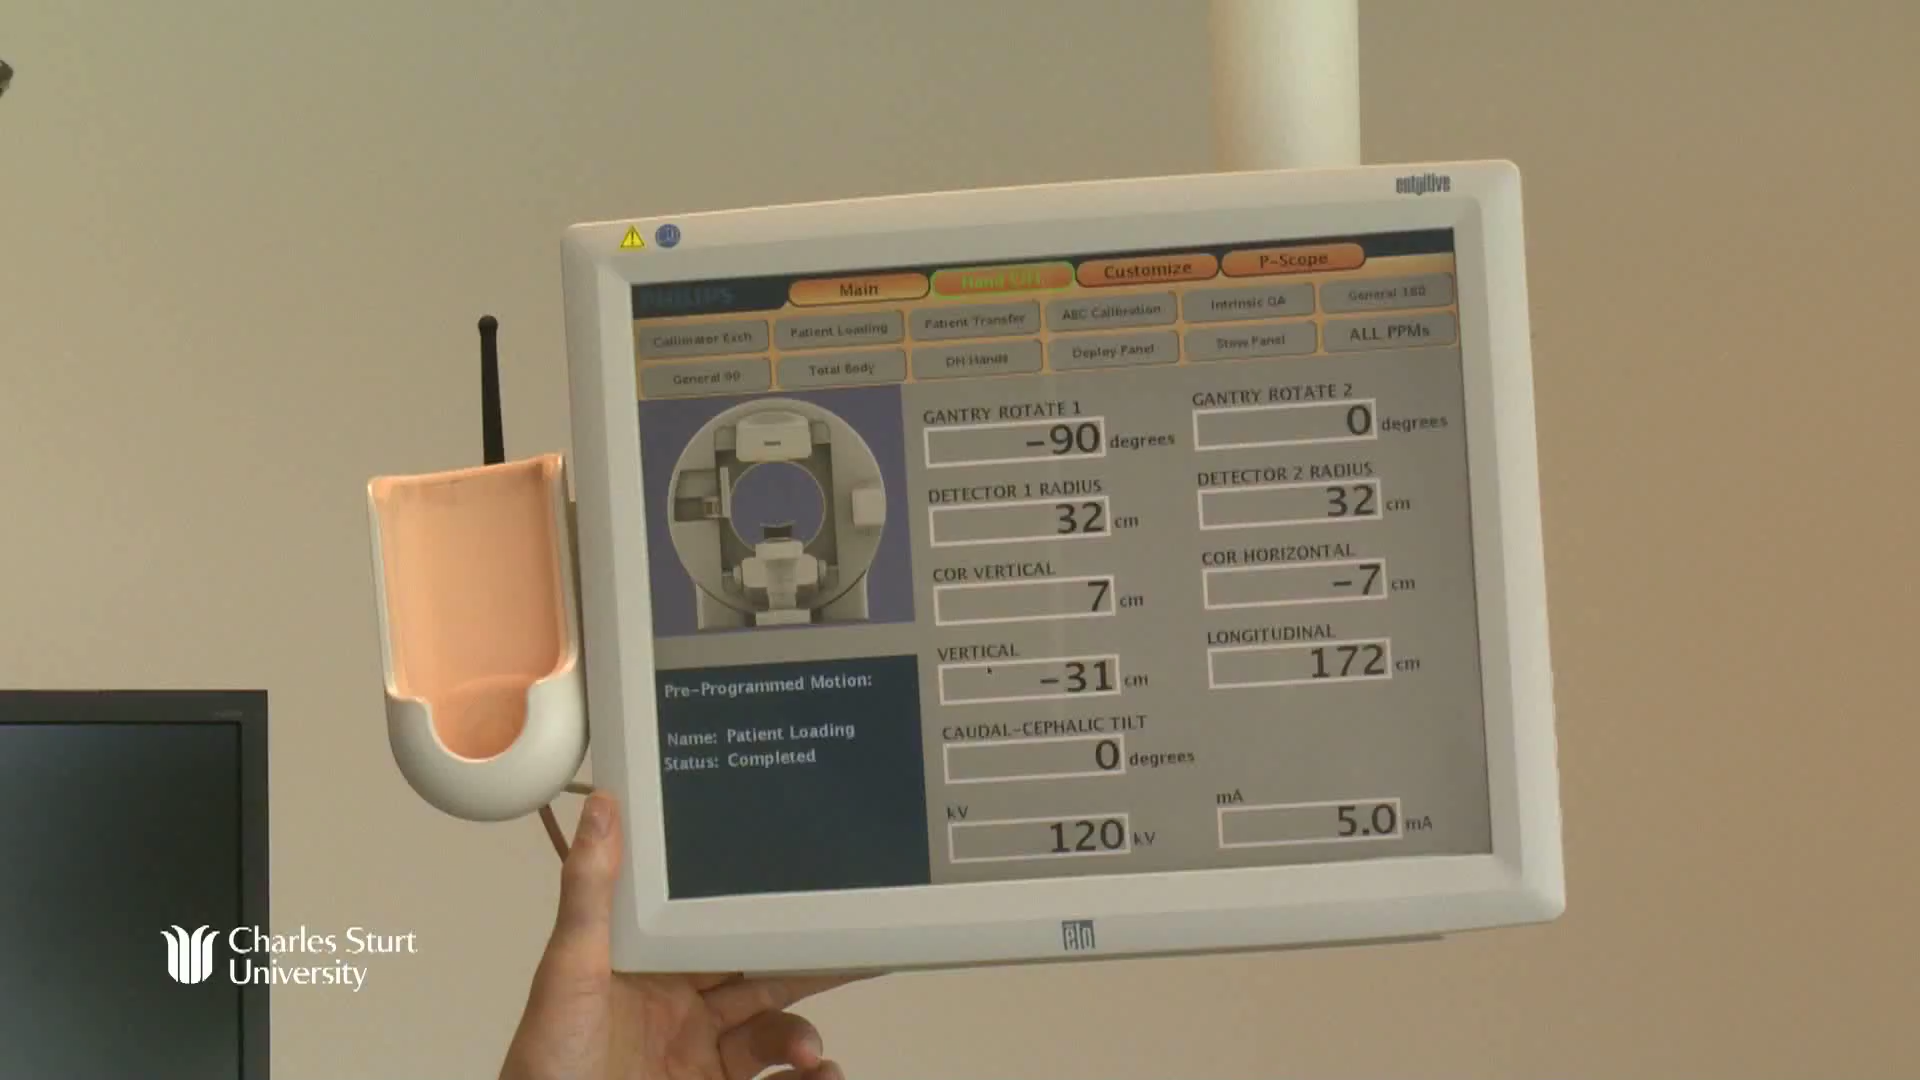 entuitive
PHILIPS
Main
Customize
P-Scope
Collimator Exch
Patient Loading
Patient Transfer
ABC Calibration
Intrinsic QA
General 180
General 90
Total Body
DH Hands
Deploy Panel
Stow Panel
ALL PPMs
GANTRY ROTATE 1
-90 degrees
GANTRY ROTATE 2
0 degrees
DETECTOR 1 RADIUS
32 cm
DETECTOR 2 RADIUS
32 cm
COR VERTICAL
7 cm
COR HORIZONTAL
-7 cm
VERTICAL
-31 cm
LONGITUDINAL
172 cm
CAUDAL-CEPHALIC TILT
0 degrees
kV
120 kV
mA
5.0 mA
Pre-Programmed Motion:
Name: Patient Loading
Status: Completed
elo
Charles Sturt
University